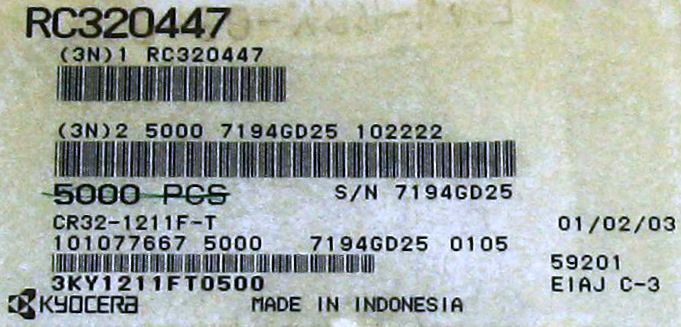 RC320447
(3N)1 RC320447
(3N)2 5000 7194GD25 102222
5000 PCS S/N 7194GD25
CR32-1211F-T 01/02/03
101077667 5000 7194GD25 0105
59201
3KY1211FT0500 EIAJ C-3
KYOCERA MADE IN INDONESIA